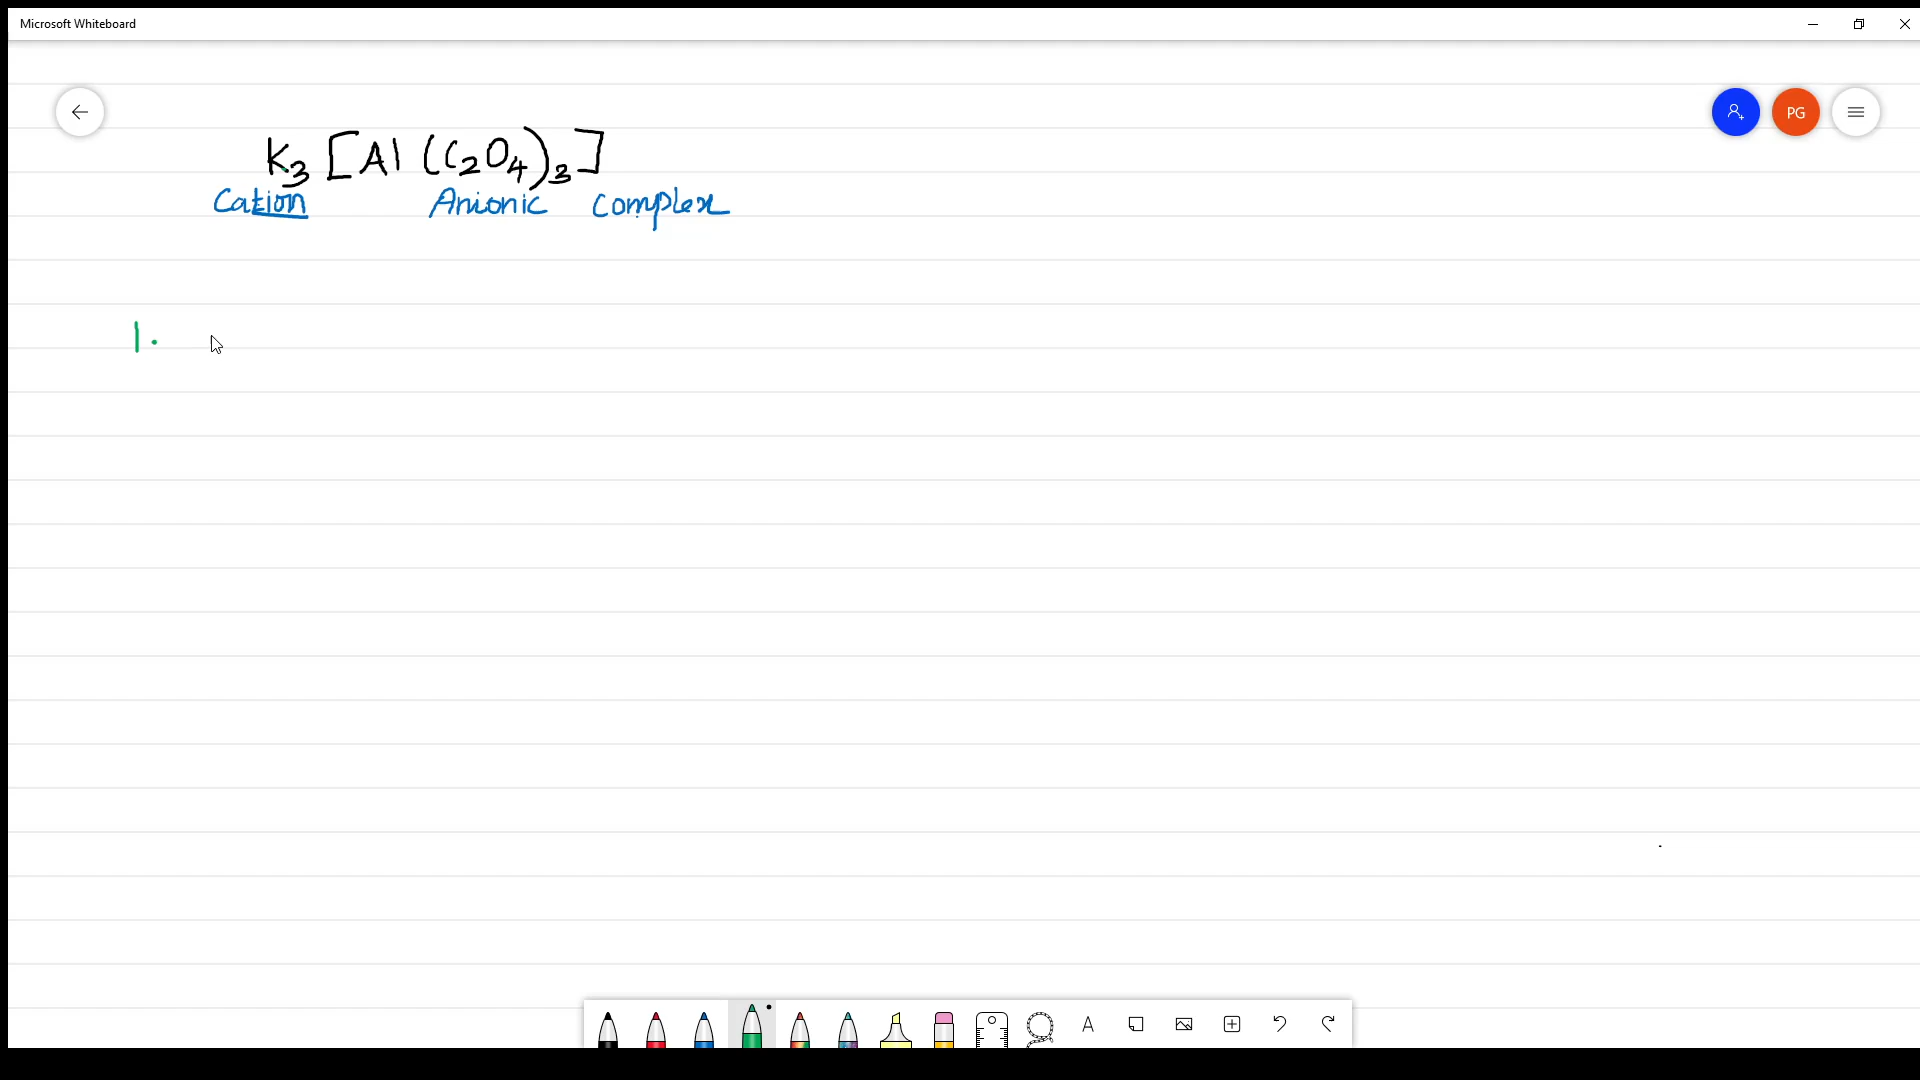 Microsoft Whiteboard
PG
K₃ [Al (C₂O₄)₃]
Cation Anionic Complex
1.
A